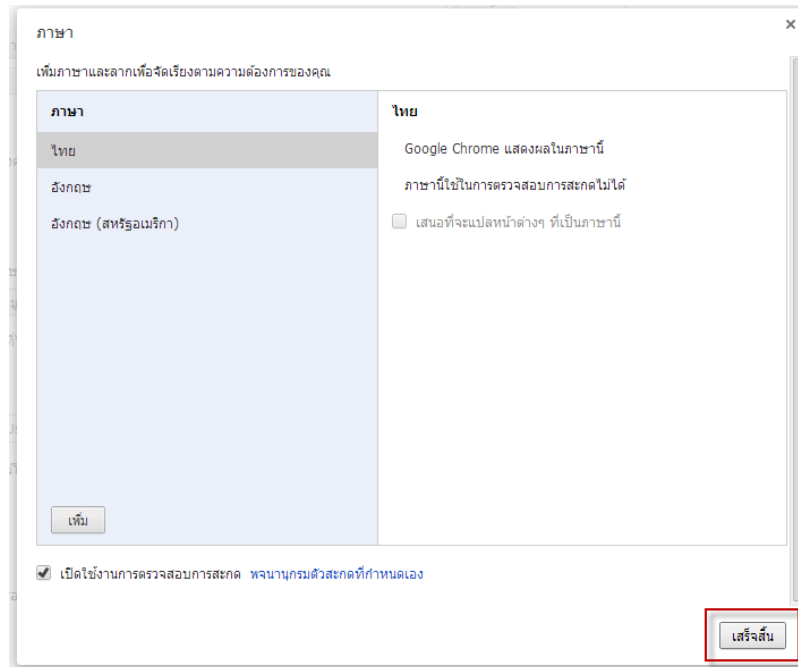 ภาษา
×
เพิ่มภาษาและลากเพื่อจัดเรียงตามความต้องการของคุณ
ภาษา
ไทย
อังกฤษ
อังกฤษ (สหรัฐอเมริกา)
เพิ่ม
ไทย
Google Chrome แสดงผลในภาษานี้
ภาษานี้ใช้ในการตรวจสอบการสะกดไม่ได้
เสนอที่จะแปลหน้าต่างๆ ที่เป็นภาษานี้
เปิดใช้งานการตรวจสอบการสะกด พจนานุกรมตัวสะกดที่กำหนดเอง
เสร็จสิ้น